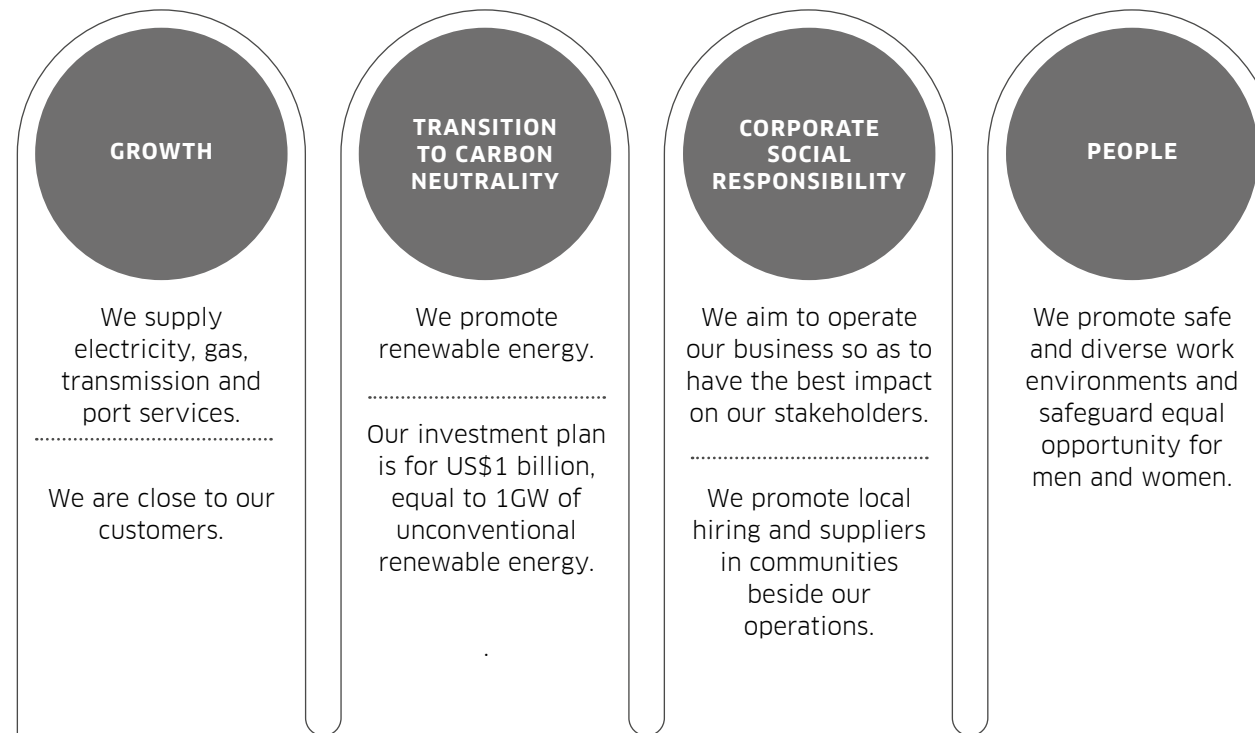 GROWTH
We supply
electricity, gas,
transmission and
port services.
We are close to our
customers.
TRANSITION
TO CARBON
NEUTRALITY
We promote
renewable energy.
Our investment plan
is for US$1 billion,
equal to 1GW of
unconventional
renewable energy.
.
CORPORATE
SOCIAL
RESPONSIBILITY
We aim to operate
our business so as to
have the best impact
on our stakeholders.
We promote local
hiring and suppliers
in communities
beside our
operations.
PEOPLE
We promote safe
and diverse work
environments and
safeguard equal
opportunity for
men and women.